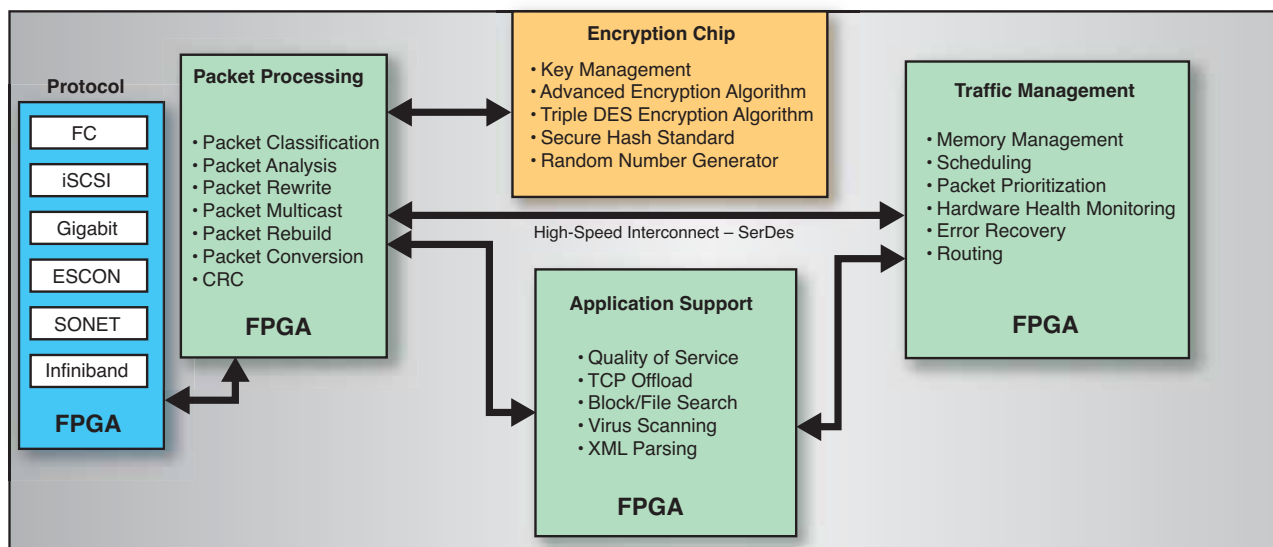 Protocol
FC
iSCSI
Gigabit
ESCON
SONET
Infiniband
FPGA
Packet Processing
• Packet Classification
• Packet Analysis
• Packet Rewrite
• Packet Multicast
• Packet Rebuild
• Packet Conversion
• CRC
FPGA
Encryption Chip
• Key Management
• Advanced Encryption Algorithm
• Triple DES Encryption Algorithm
• Secure Hash Standard
• Random Number Generator
High-Speed Interconnect – SerDes
Application Support
• Quality of Service
• TCP Offload
• Block/File Search
• Virus Scanning
• XML Parsing
FPGA
Traffic Management
• Memory Management
• Scheduling
• Packet Prioritization
• Hardware Health Monitoring
• Error Recovery
• Routing
FPGA